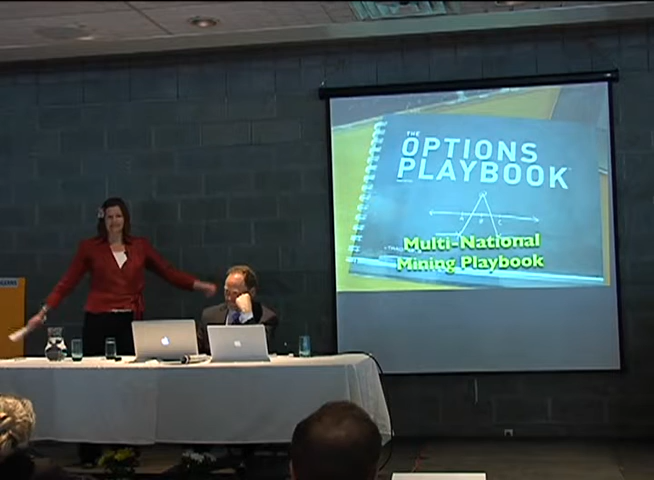 THE
OPTIONS
PLAYBOOK
Multi-National
Mining Playbook